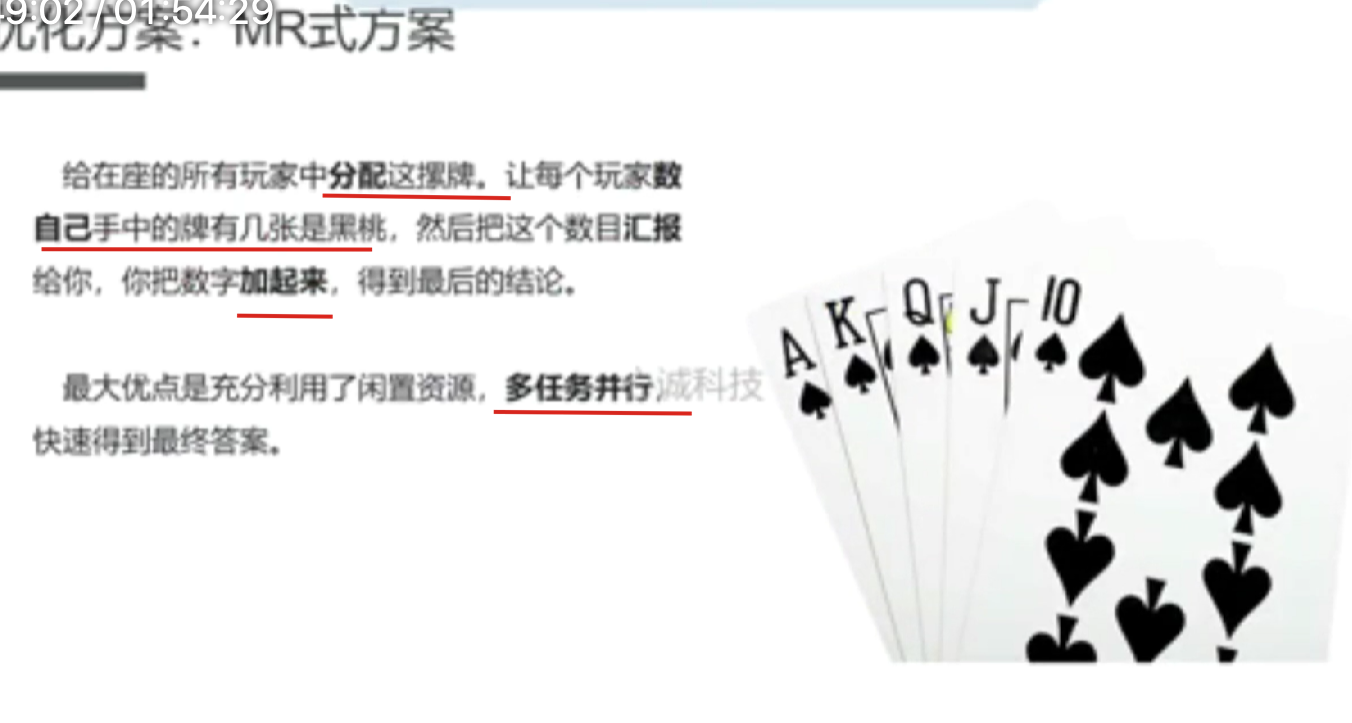 49:02 / 01:54:29
优化方案：MR式方案
给在座的所有玩家中分配这摞牌。让每个玩家数
自己手中的牌有几张是黑桃，然后把这个数目汇报
给你，你把数字加起来，得到最后的结论。
最大优点是充分利用了闲置资源，多任务并行，
诚科技
快速得到最终答案。
A K Q J 10